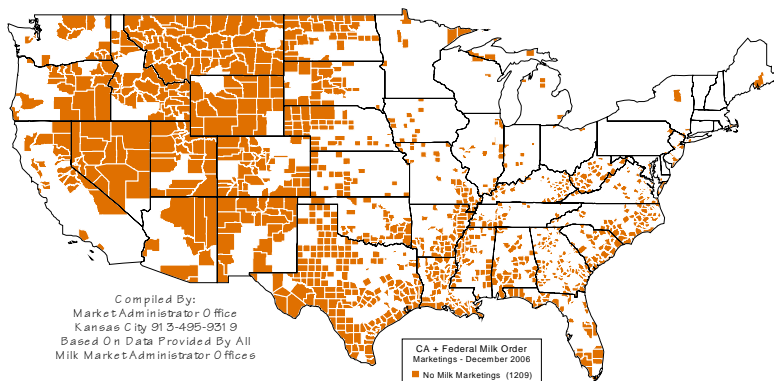 Compiled By:
Market Administrator Office
Kansas City 913-495-9319
Based On Data Provided By All
Milk Market Administrator Offices
CA + Federal Milk Order
Marketings - December 2006
No Milk Marketings (1209)